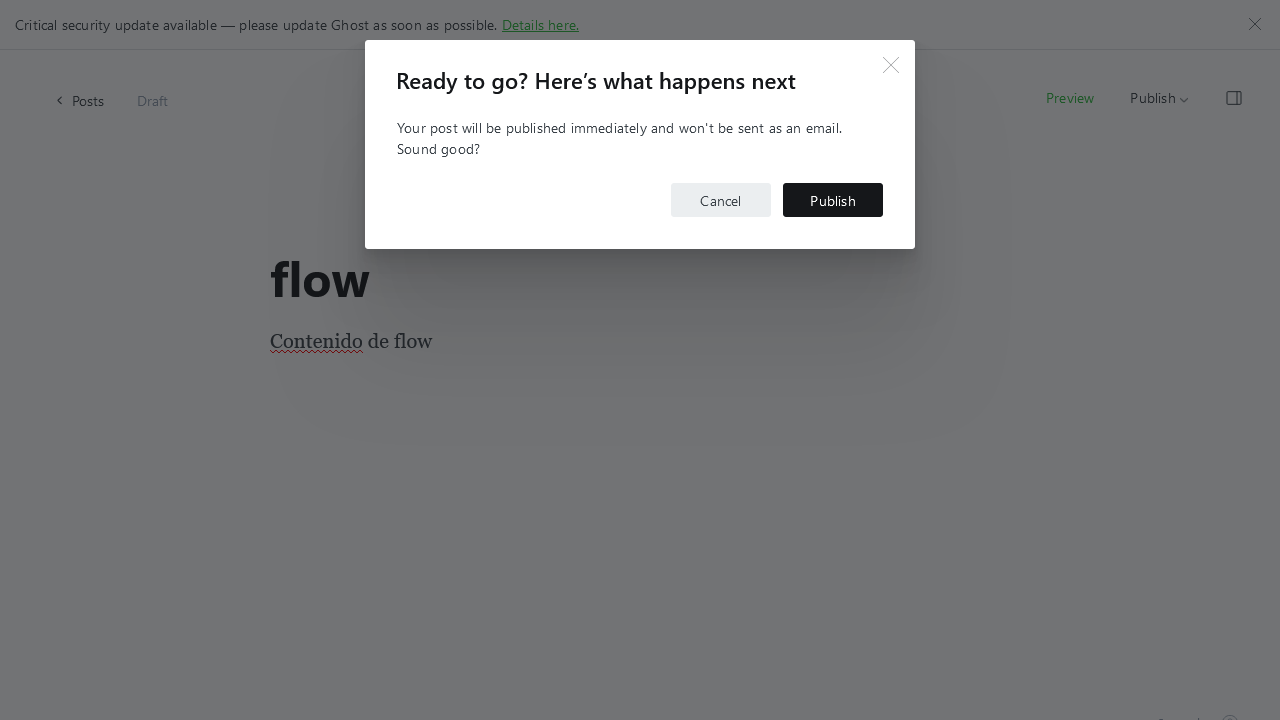 Critical security update available — please update Ghost as soon as possible. Details here.
Ready to go? Here’s what happens next
Posts
Draft
Preview
Publish
Your post will be published immediately and won't be sent as an email.
Sound good?
Cancel
Publish
flow
Contenido de flow